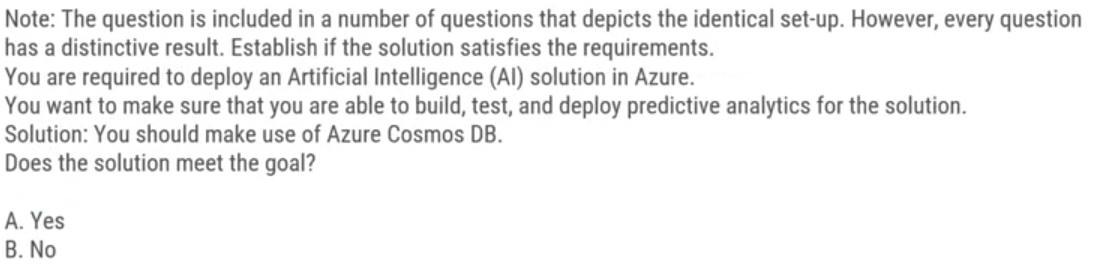 Note: The question is included in a number of questions that depicts the identical set-up. However, every question
has a distinctive result. Establish if the solution satisfies the requirements.
You are required to deploy an Artificial Intelligence (AI) solution in Azure.
You want to make sure that you are able to build, test, and deploy predictive analytics for the solution.
Solution: You should make use of Azure Cosmos DB.
Does the solution meet the goal?
A. Yes
B. No